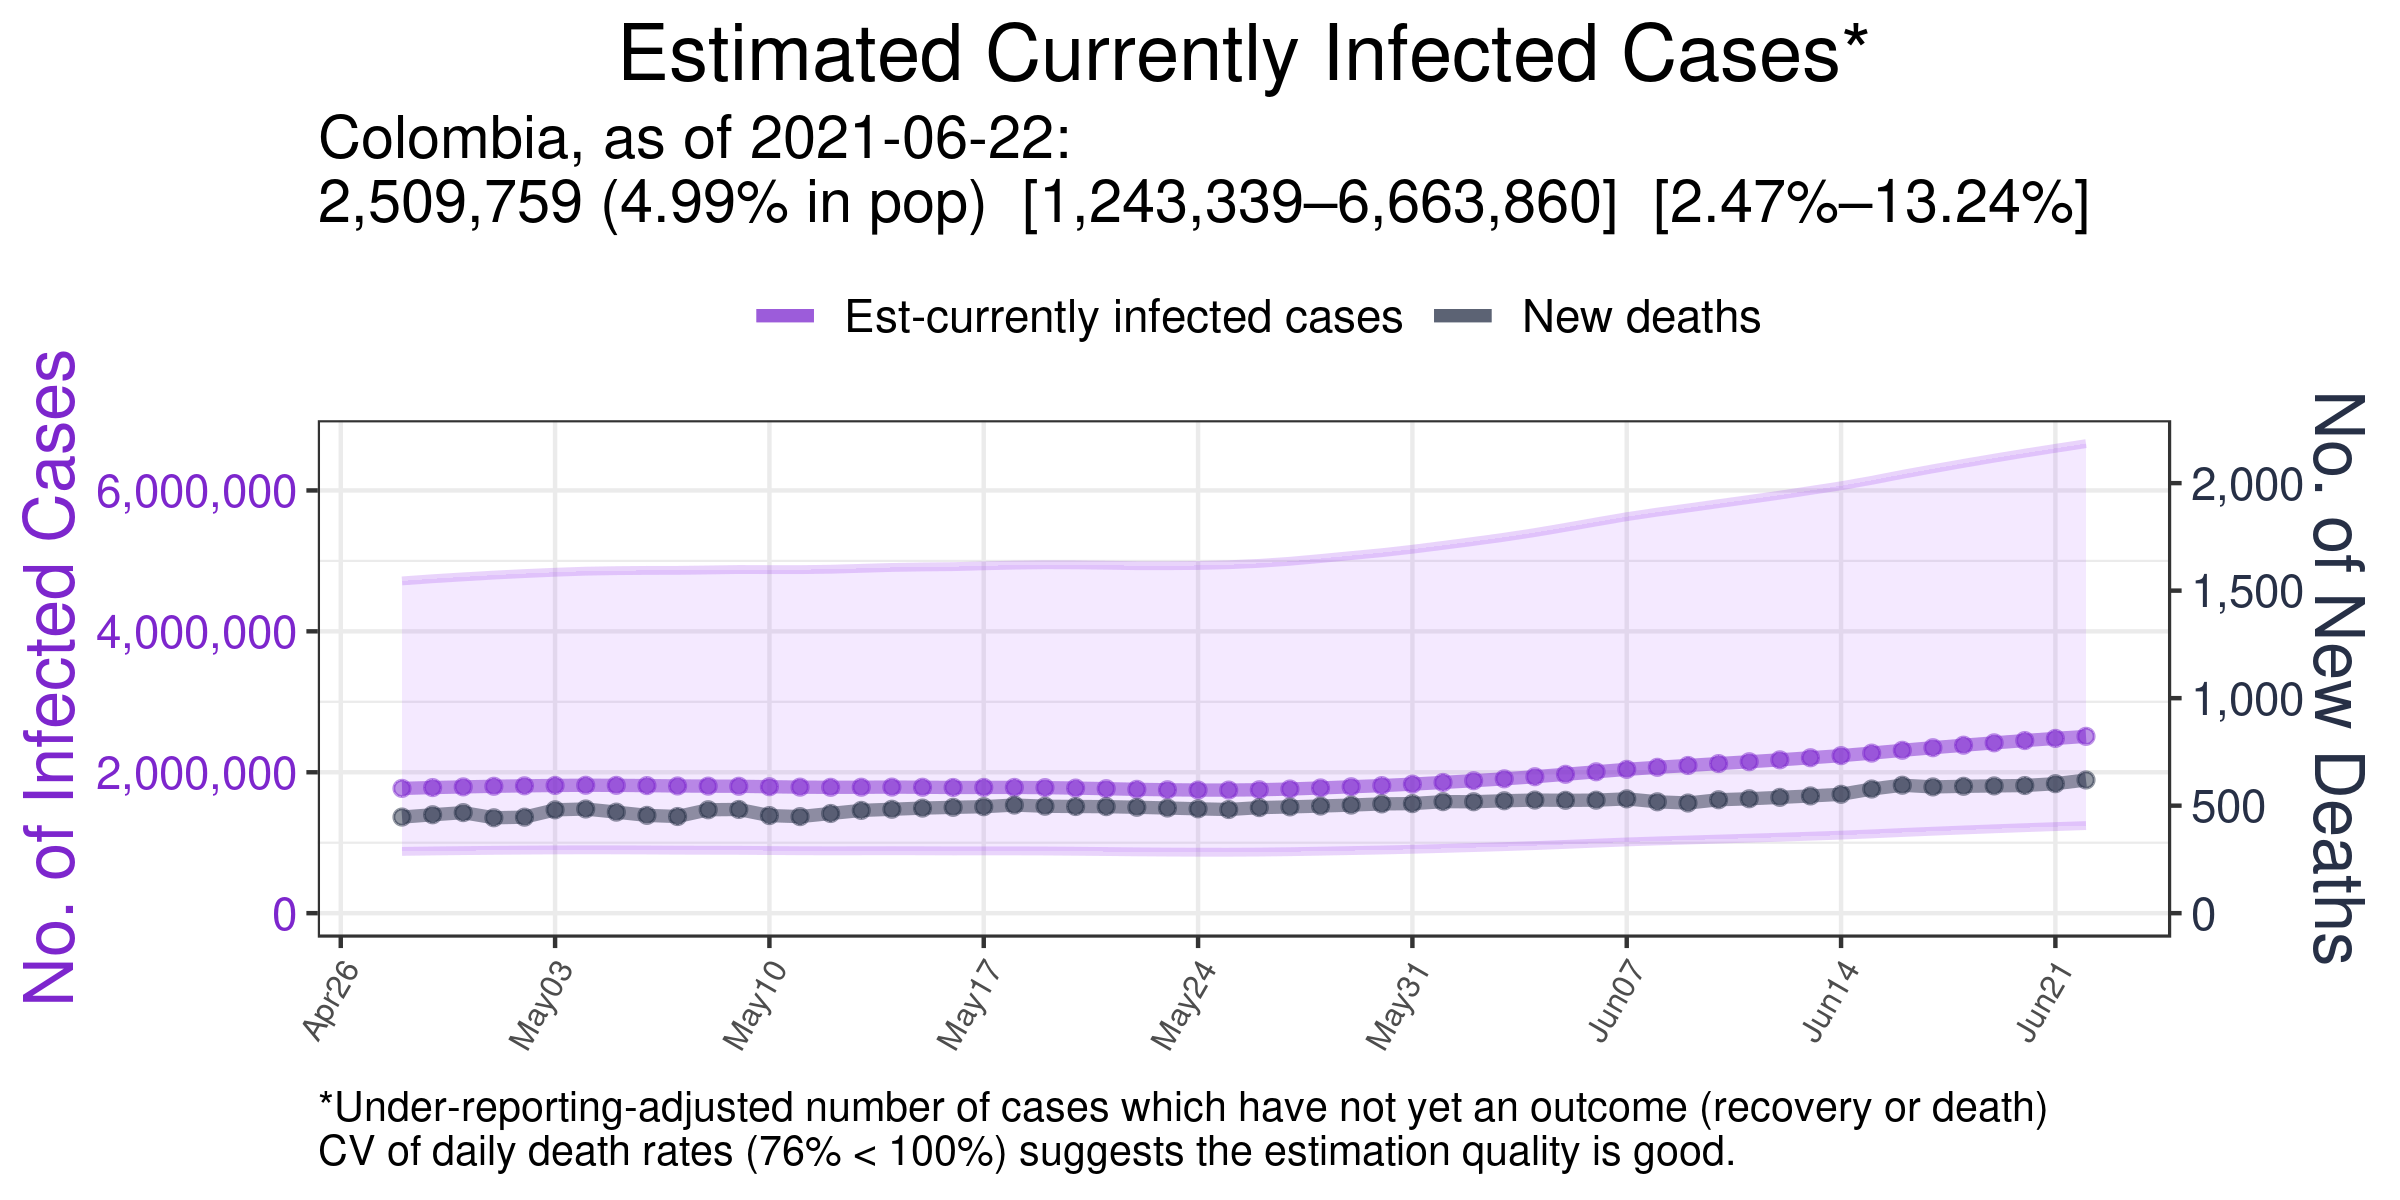 Estimated Currently Infected Cases*
Colombia, as of 2021-06-22:
2,509,759 (4.99% in pop)  [1,243,339–6,663,860]  [2.47%–13.24%]
Est-currently infected cases
New deaths
No. of Infected Cases
6,000,000
4,000,000
2,000,000
0
2,000
1,500
1,000
500
0
No. of New Deaths
Apr26
May03
May10
May17
May24
May31
Jun07
Jun14
Jun21
*Under-reporting-adjusted number of cases which have not yet an outcome (recovery or death)
CV of daily death rates (76% < 100%) suggests the estimation quality is good.